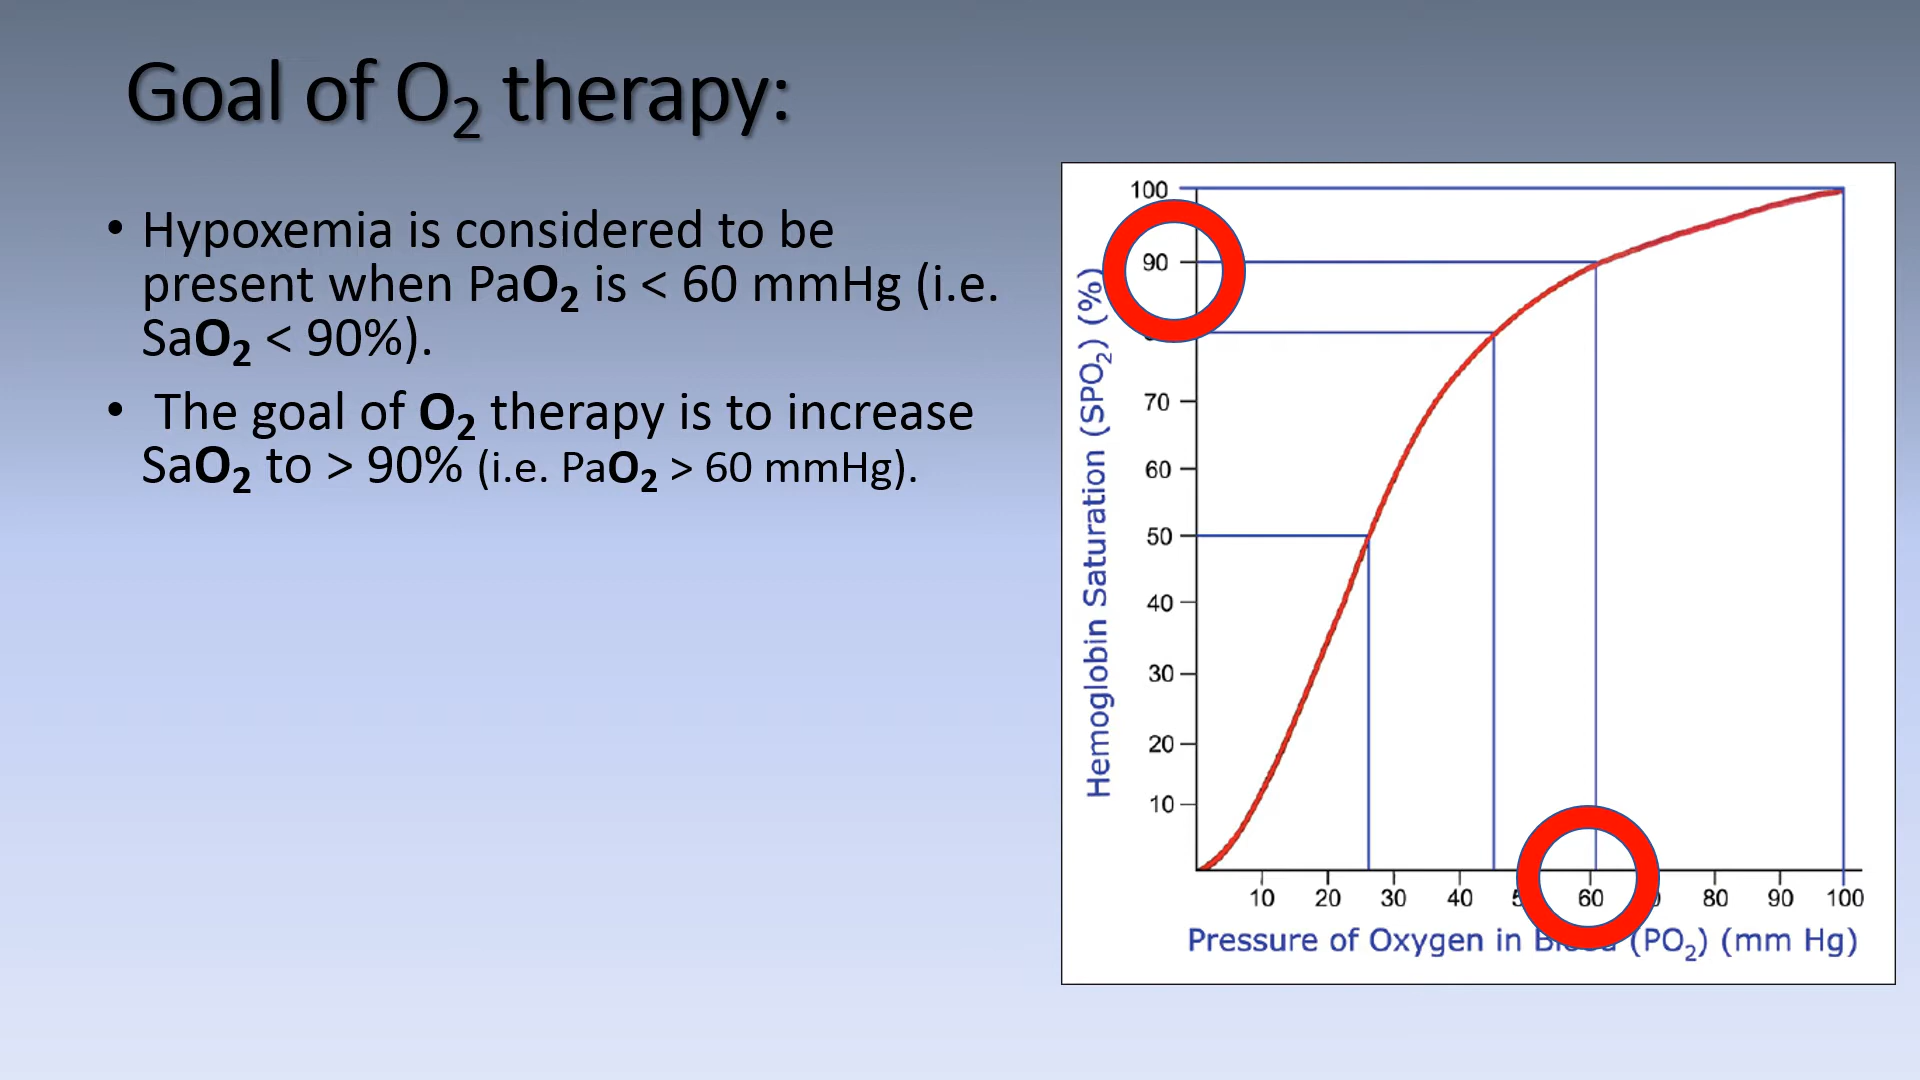 Goal of O₂ therapy:
• Hypoxemia is considered to be
present when PaO₂ is < 60 mmHg (i.e.
SaO₂ < 90%).
• The goal of O₂ therapy is to increase
SaO₂ to > 90% (i.e. PaO₂ > 60 mmHg).
Hemoglobin Saturation (SPO₂) (%)
100
90
70
60
50
40
30
20
10
10 20 30 40 60 80 90 100
Pressure of Oxygen in (PO₂) (mm Hg)